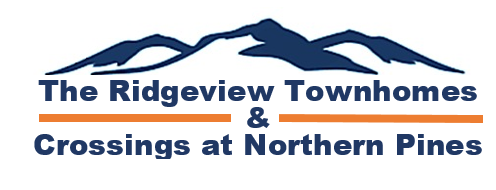 The Ridgeview Townhomes
&
Crossings at Northern Pines